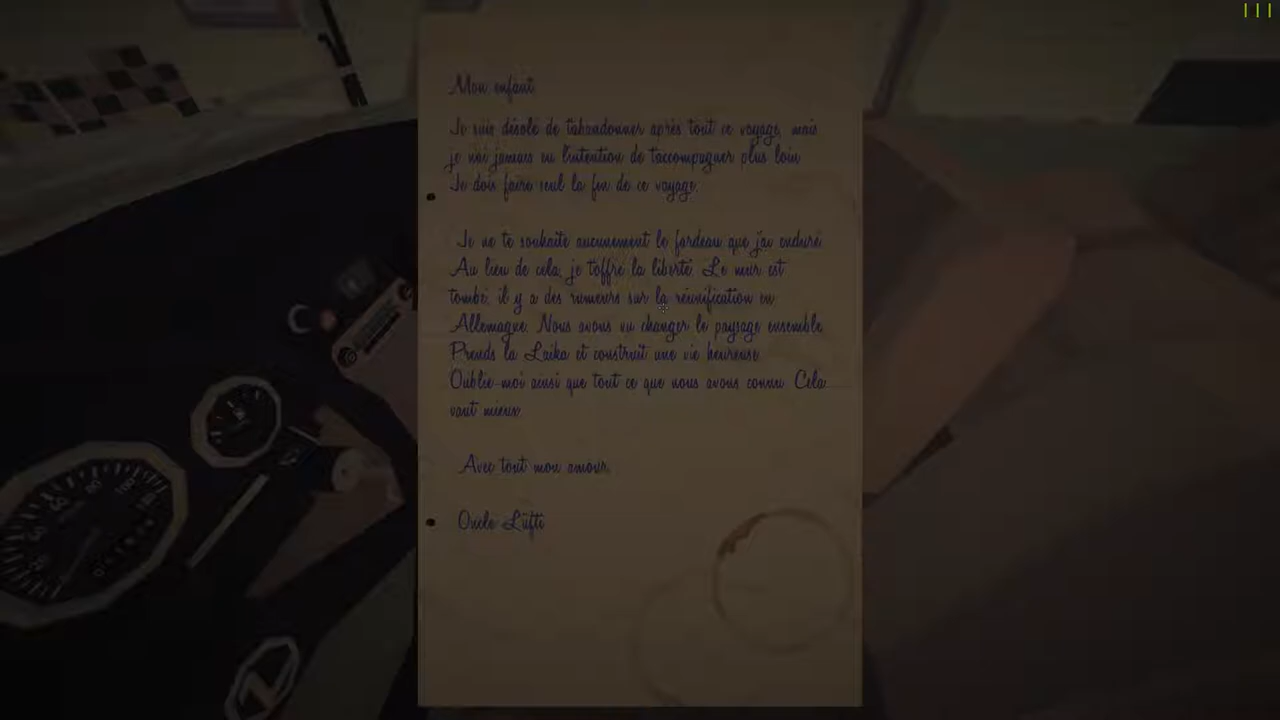 Mon enfant
Je suis désolé de t'abandonner après tout ce voyage, mais
je n'ai jamais eu l'intention de t'accompagner plus loin
Je dois faire seul la fin de ce voyage.
Je ne te souhaite aucunement le fardeau que j'ai enduré
Au lieu de cela, je t'offre la liberté. Le mur est
tombé, il y a des rumeurs sur la réunification en
Allemagne. Nous avons vu changer le paysage ensemble
Prends la Laika et construit une vie heureuse
Oublie-moi ainsi que tout ce que nous avons connu. Cela
vaut mieux.
Avec tout mon amour,
Oncle Lüfti